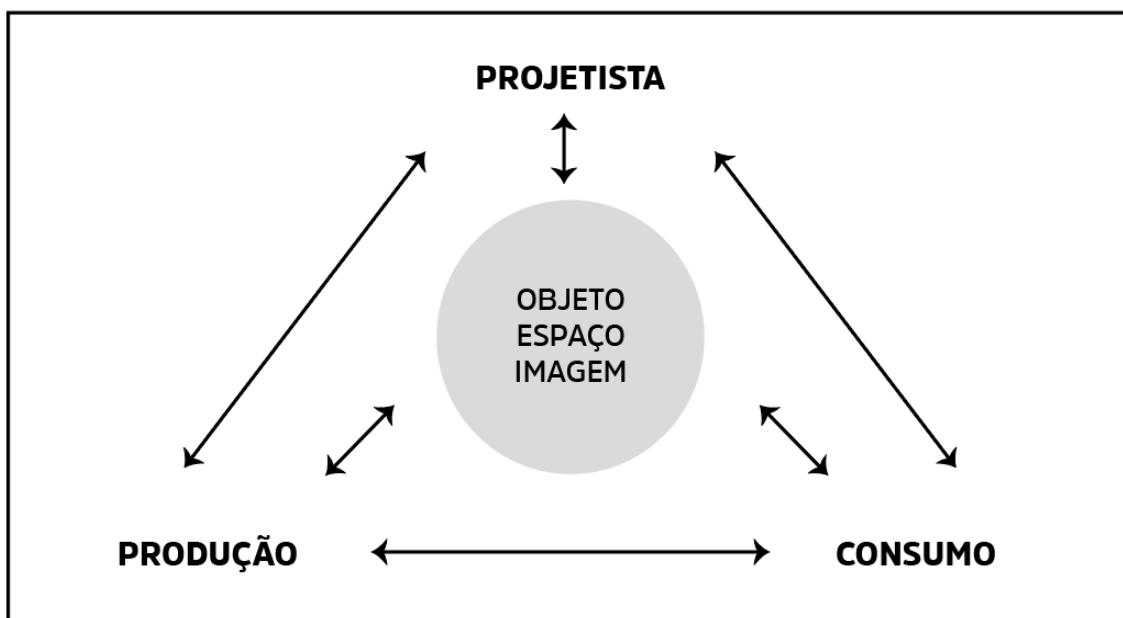 PROJETISTA
OBJETO
ESPAÇO
IMAGEM
PRODUÇÃO
CONSUMO